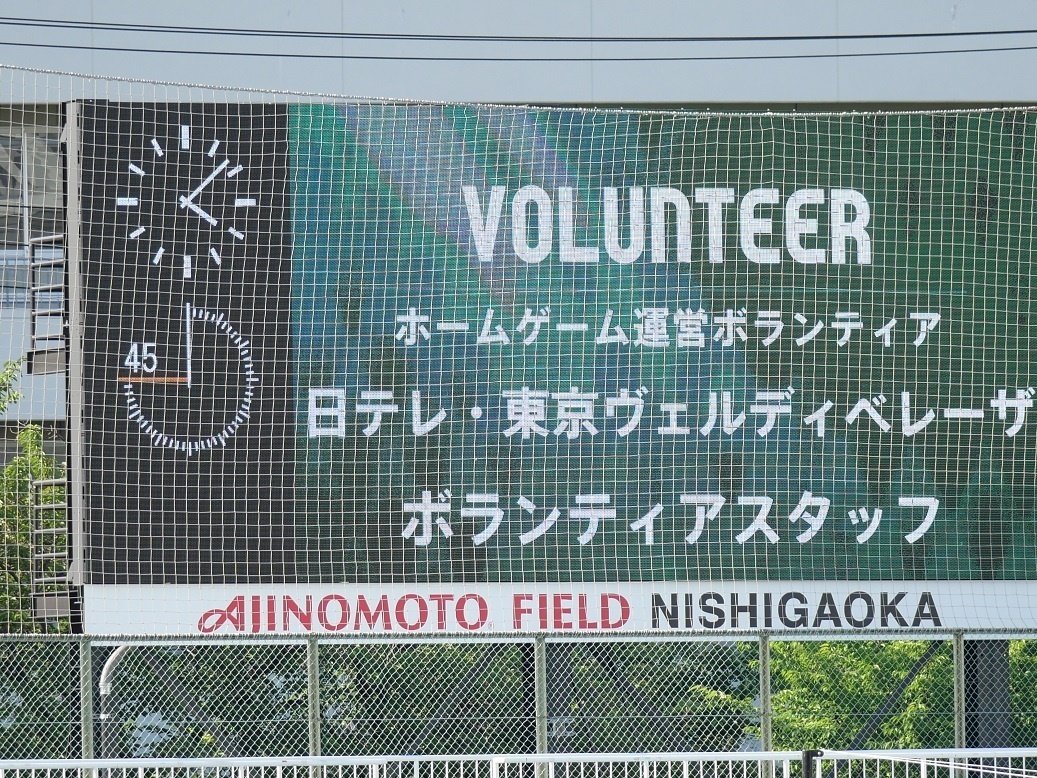 VOLUNTEER
ホームゲーム運営ボランティア
45
日テレ・東京ヴェルディベレーザ
ボランティアスタッフ
AJINOMOTO FIELD NISHIGAOKA